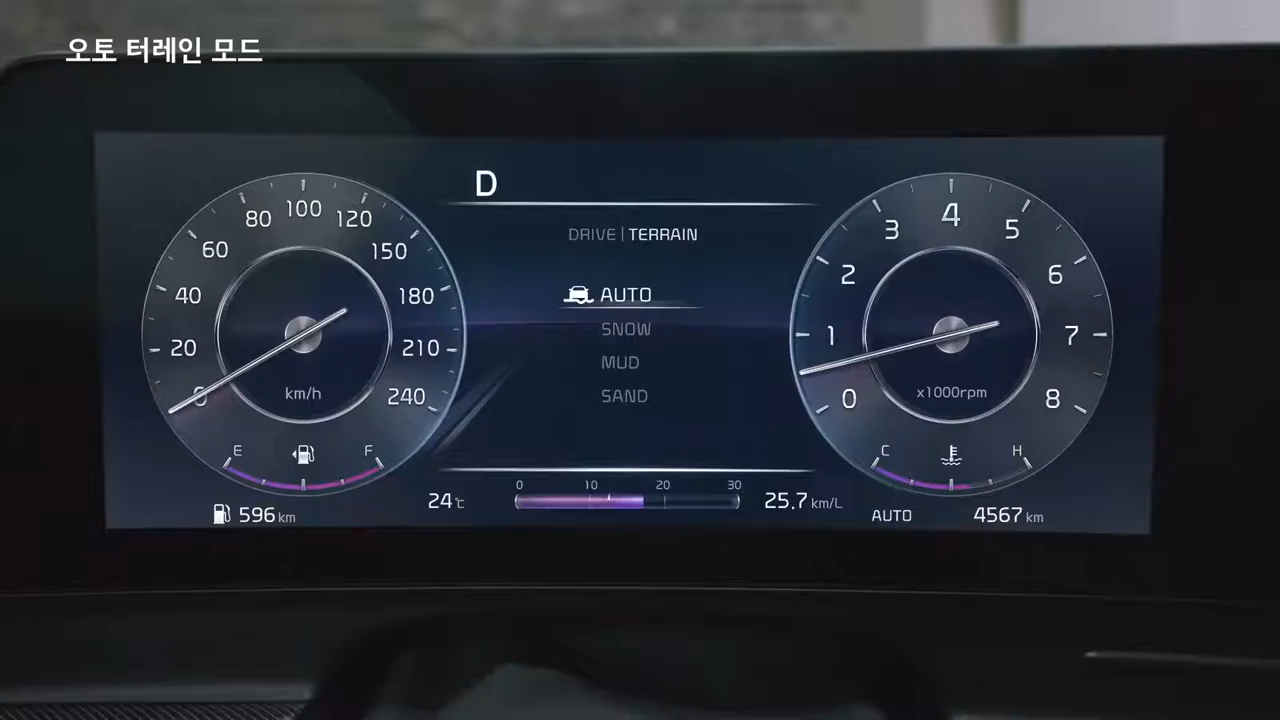 오토 터레인 모드
D
DRIVE | TERRAIN
AUTO
SNOW
MUD
SAND
0
20
40
60
80
100
120
150
180
210
240
km/h
E
F
596 km
24℃
0 10 20 30
25.7 km/L
0
1
2
3
4
5
6
7
8
x1000rpm
C
H
AUTO
4567 km